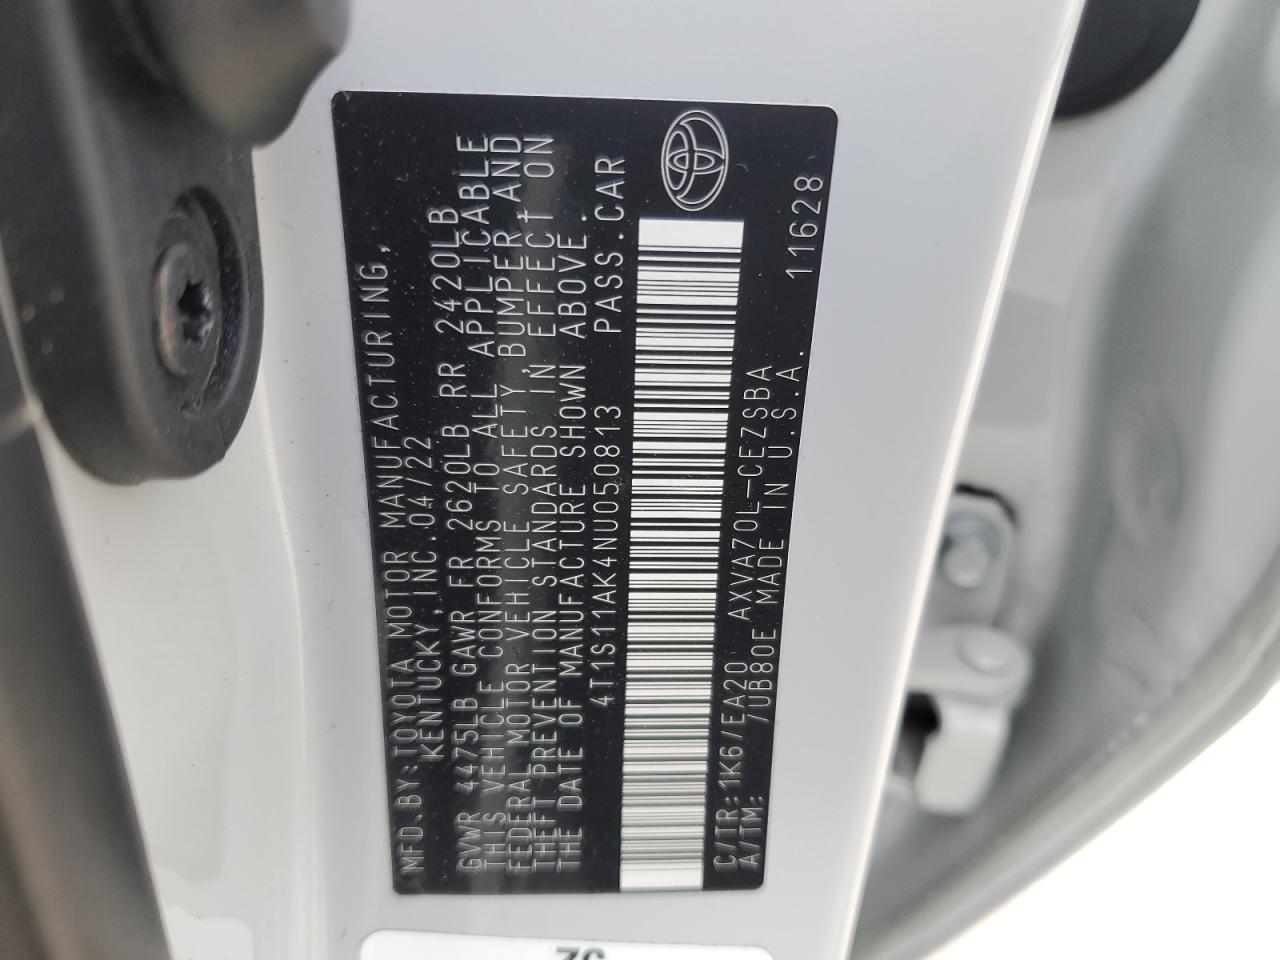 MFD.BY:TOYOTA MOTOR MANUFACTURING,
KENTUCKY,INC.04/22
GVWR 4475LB GAWR FR 2620LB RR 2420LB
THIS VEHICLE CONFORMS TO ALL APPLICABLE
FEDERAL MOTOR VEHICLE SAFETY,BUMPER,AND
THEFT PREVENTION STANDARDS IN EFFECT ON
THE DATE OF MANUFACTURE SHOWN ABOVE.
4T1S11AK4NU050813 PASS.CAR
C/TR:1K6/EA20 AXVA70L-CEZSBA
A/TM: /UB80E MADE IN U.S.A. 11628